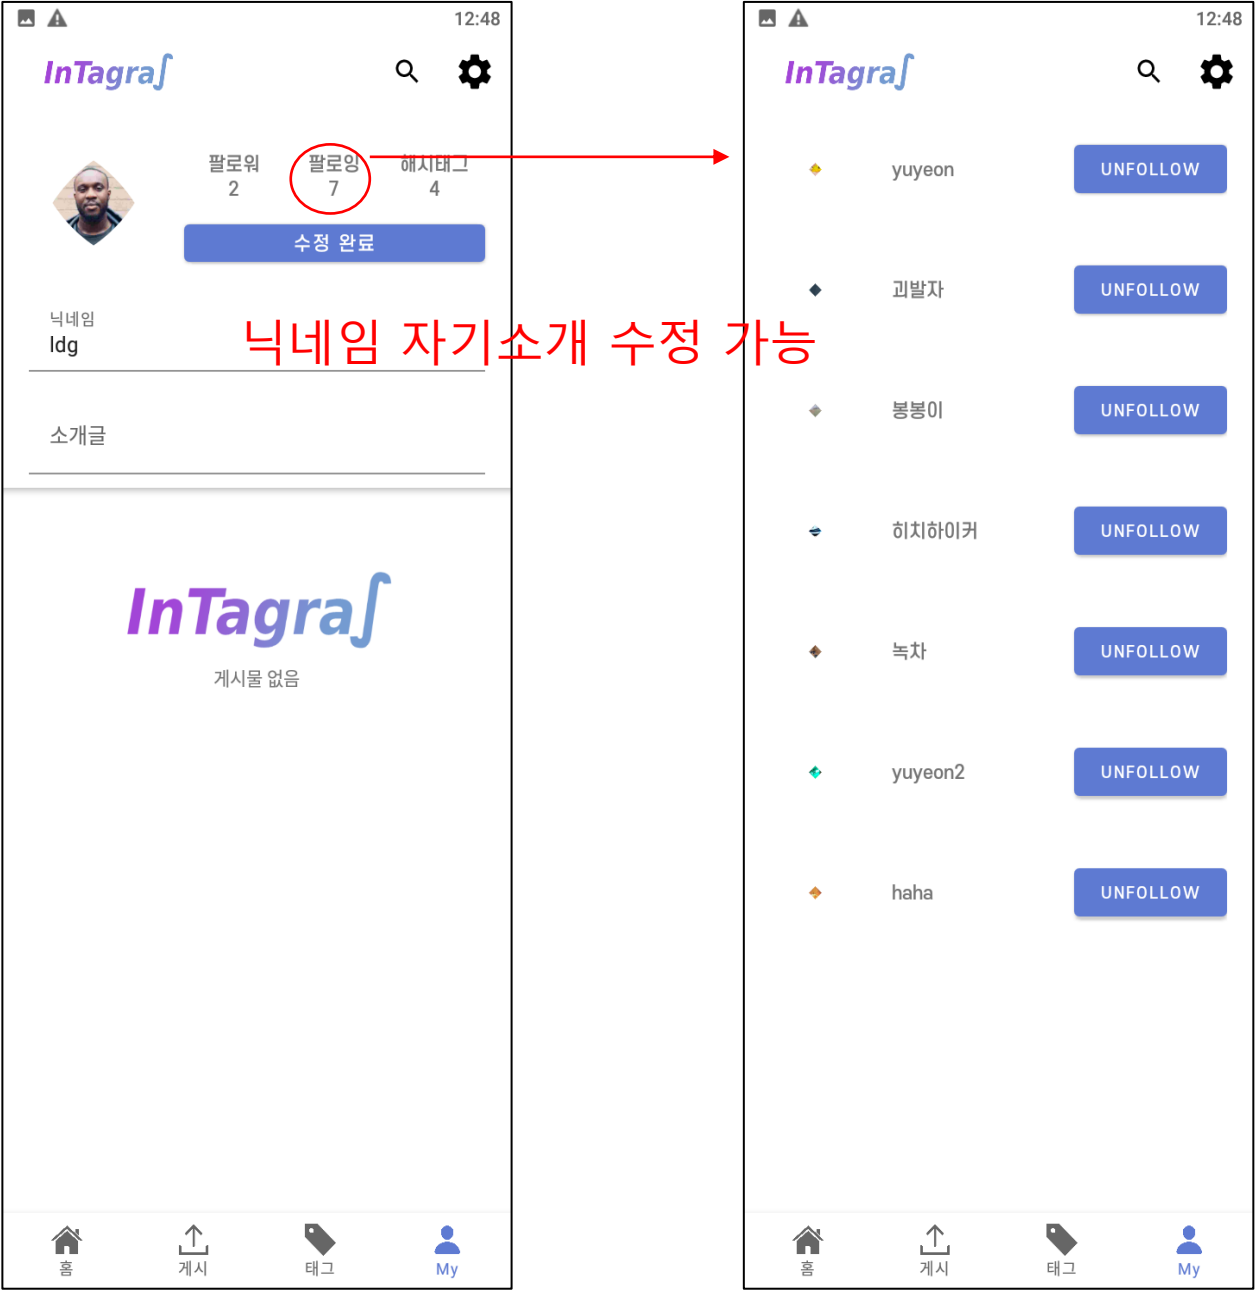 12:48
InTagra∫
팔로워 팔로잉 해시태그
2 7 4
수정 완료
닉네임
ldg
소개글
InTagra∫
게시물 없음
홈 게시 태그 My
닉네임 자기소개 수정 가능
12:48
InTagra∫
yuyeon UNFOLLOW
괴발자 UNFOLLOW
봉봉이 UNFOLLOW
히치하이커 UNFOLLOW
녹차 UNFOLLOW
yuyeon2 UNFOLLOW
haha UNFOLLOW
홈 게시 태그 My